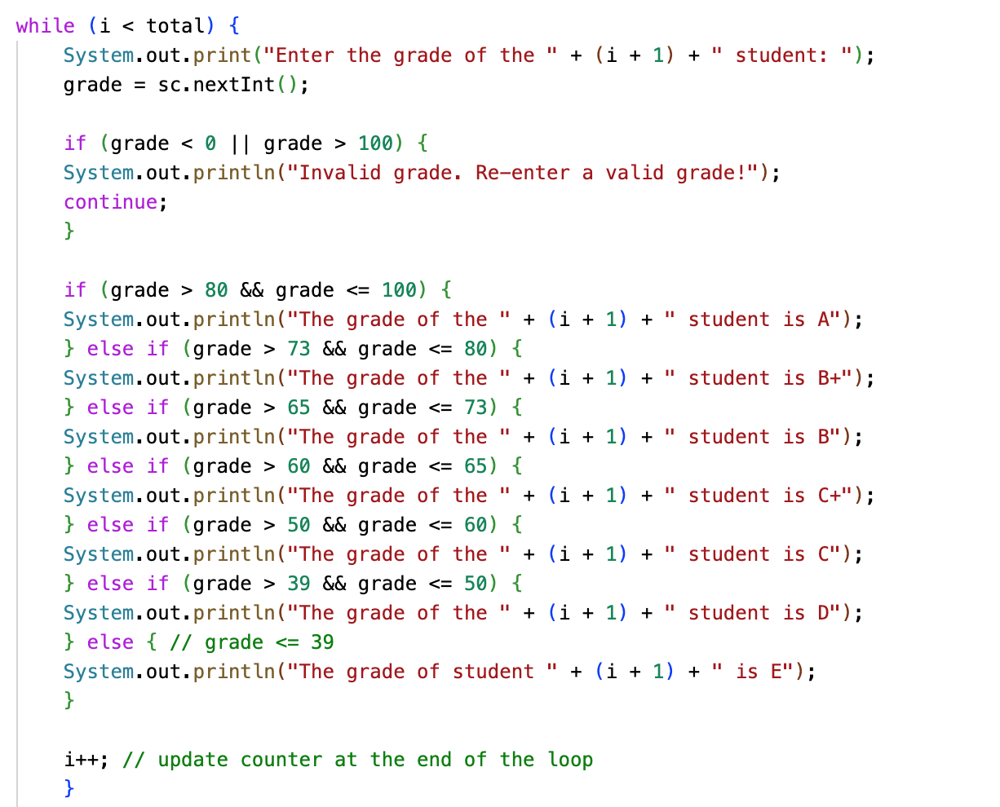 while (i < total) {
System.out.print("Enter the grade of the " + (i + 1) + " student: ");
grade = sc.nextInt();
if (grade < 0 || grade > 100) {
System.out.println("Invalid grade. Re-enter a valid grade!");
continue;
}
if (grade > 80 && grade <= 100) {
System.out.println("The grade of the " + (i + 1) + " student is A");
} else if (grade > 73 && grade <= 80) {
System.out.println("The grade of the " + (i + 1) + " student is B+");
} else if (grade > 65 && grade <= 73) {
System.out.println("The grade of the " + (i + 1) + " student is B");
} else if (grade > 60 && grade <= 65) {
System.out.println("The grade of the " + (i + 1) + " student is C+");
} else if (grade > 50 && grade <= 60) {
System.out.println("The grade of the " + (i + 1) + " student is C");
} else if (grade > 39 && grade <= 50) {
System.out.println("The grade of the " + (i + 1) + " student is D");
} else { // grade <= 39
System.out.println("The grade of student " + (i + 1) + " is E");
}
i++; // update counter at the end of the loop
}